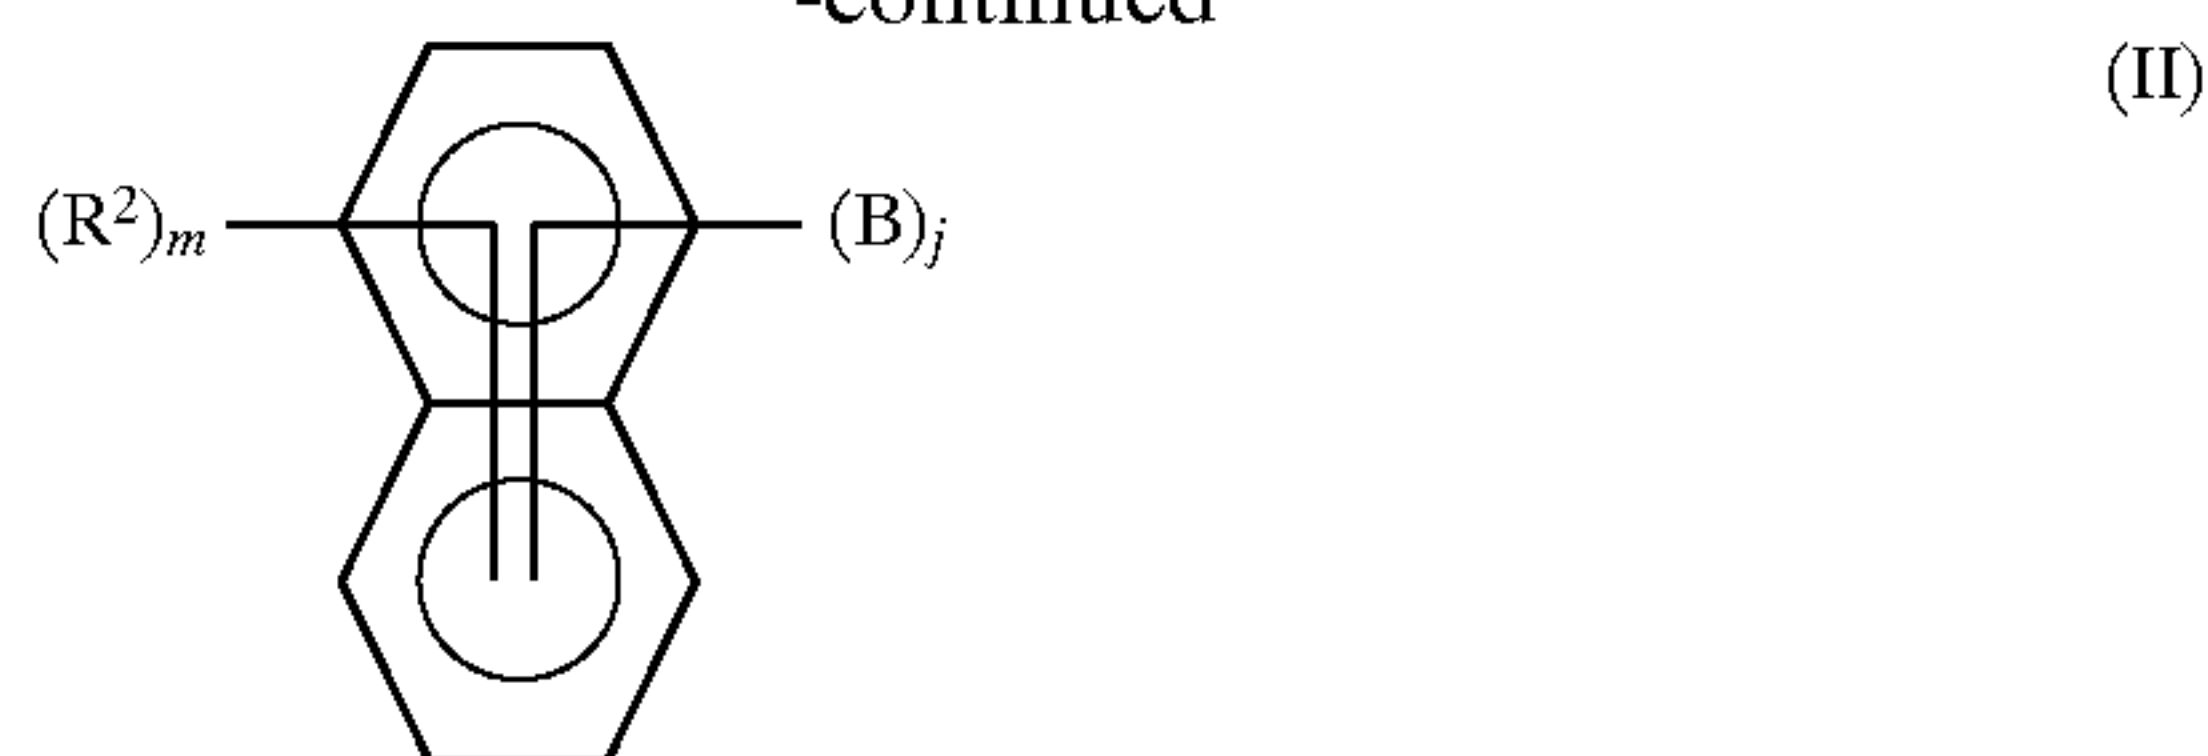 -continued
(II)
(R²)ₘ (B)ⱼ